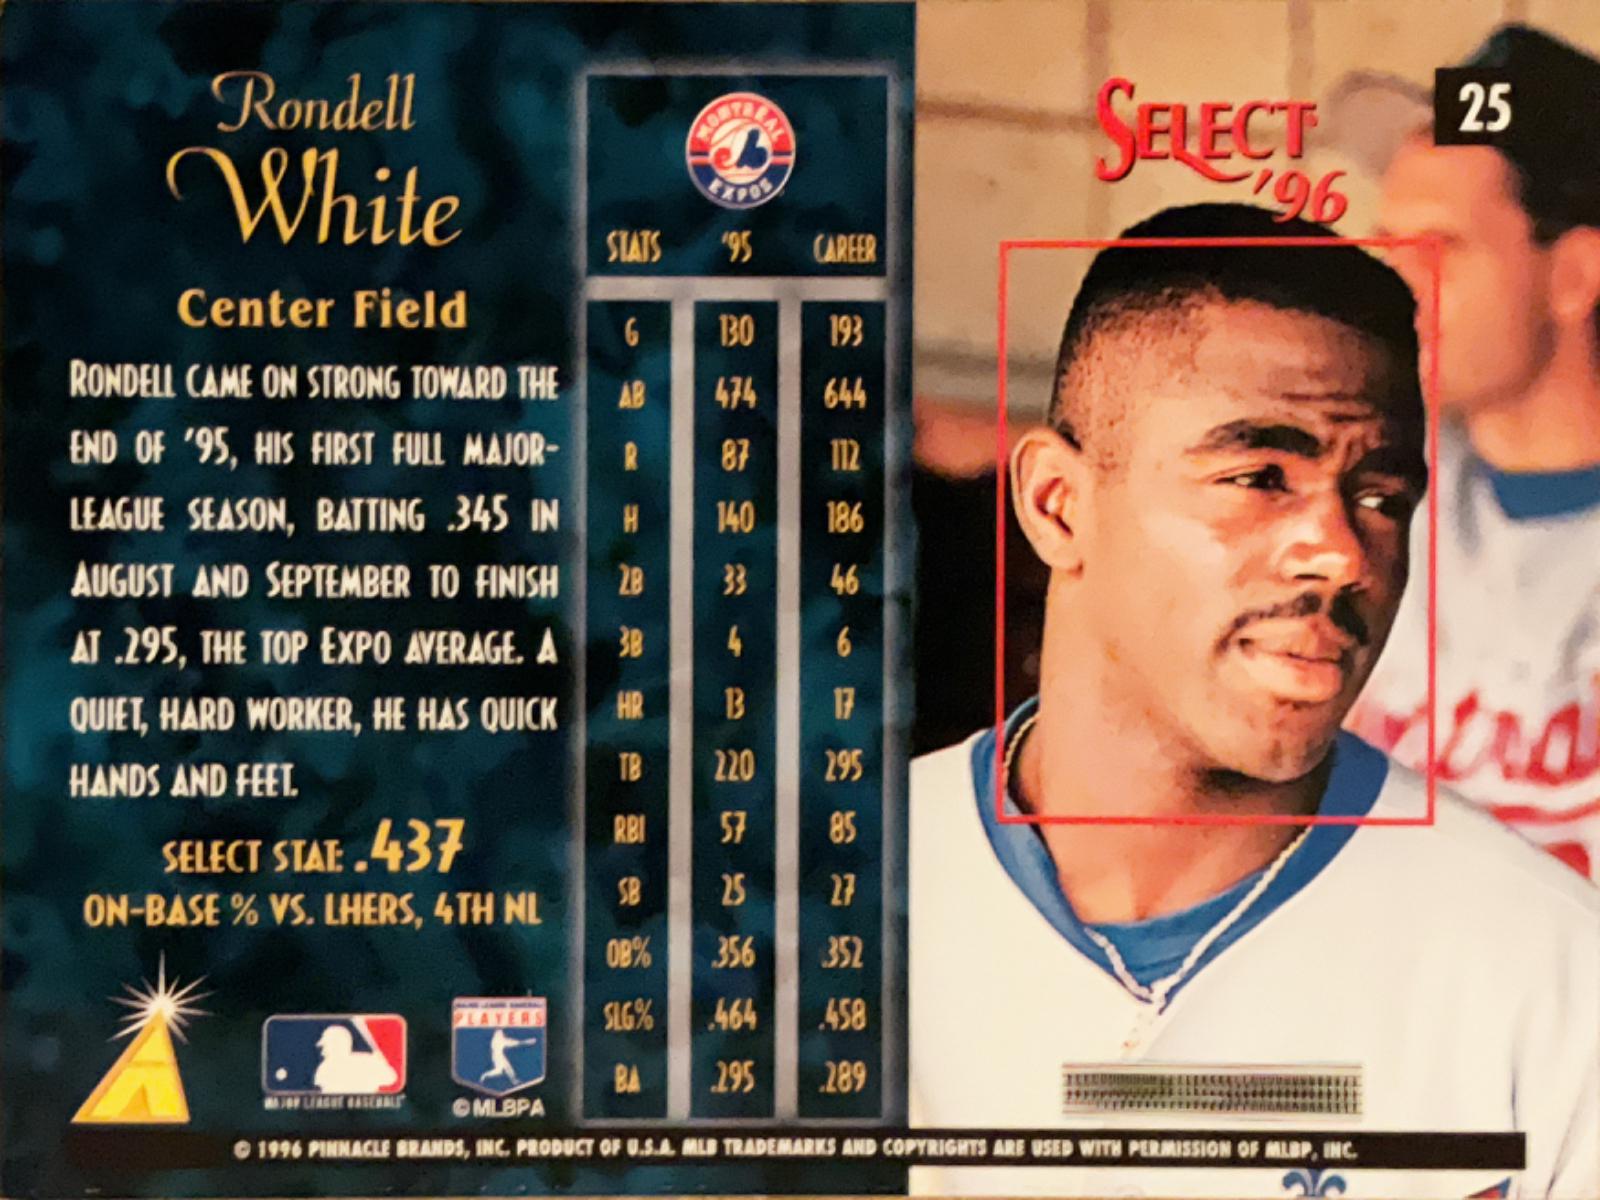 Rondell
White
Center Field
RONDELL CAME ON STRONG TOWARD THE
END OF '95, HIS FIRST FULL MAJOR-
LEAGUE SEASON, BATTING .345 IN
AUGUST AND SEPTEMBER TO FINISH
AT .295, THE TOP EXPO AVERAGE. A
QUIET, HARD WORKER, HE HAS QUICK
HANDS AND FEET.
SELECT STAT: .437
ON-BASE % VS. LHERS, 4TH NL
MAJOR LEAGUE BASEBALL
MAJOR LEAGUE BASEBALL
PLAYERS
© MLBPA
MONTREAL
EXPOS
STATS '95 CAREER
G 130 193
AB 474 644
R 87 112
H 140 186
2B 33 46
3B 4 6
HR 13 17
TB 220 295
RBI 57 85
SB 25 27
OB% .356 .352
SLG% .464 .458
BA .295 .289
SELECT
'96
25
© 1996 PINNACLE BRANDS, INC. PRODUCT OF U.S.A. MLB TRADEMARKS AND COPYRIGHTS ARE USED WITH PERMISSION OF MLBP, INC.